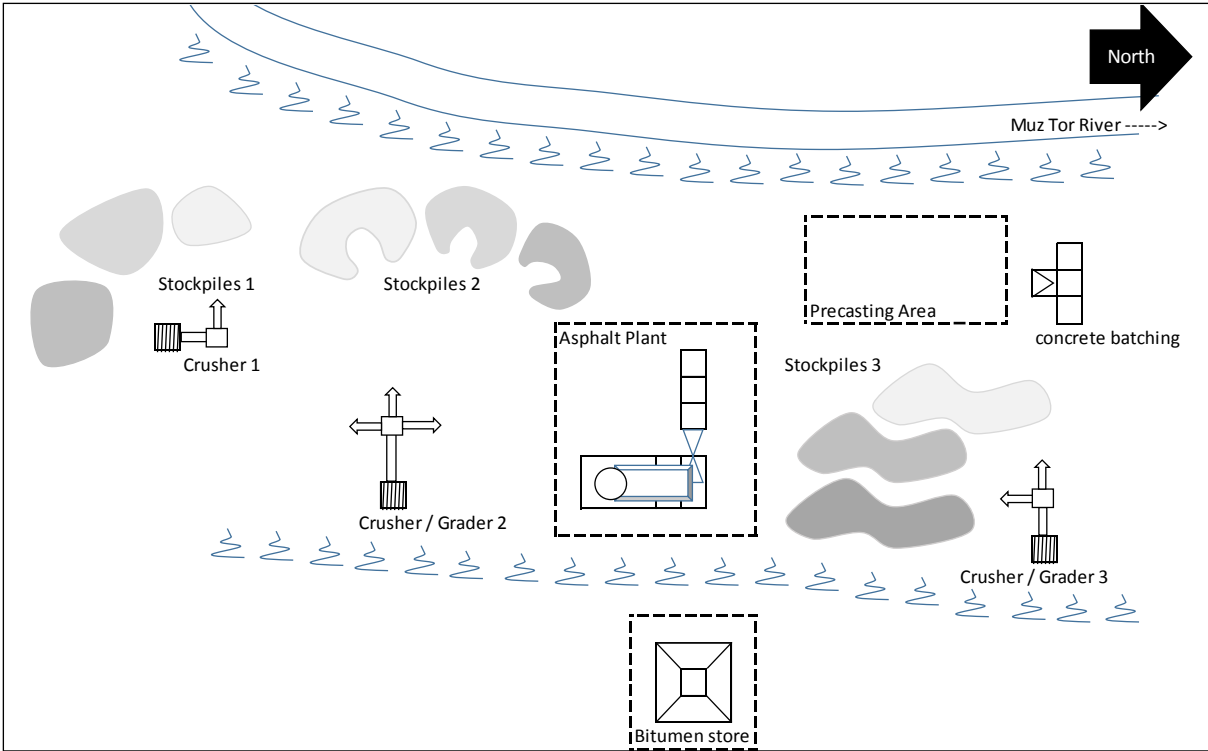 North
Muz Tor River ----->
Stockpiles 1
Stockpiles 2
Precasting Area
concrete batching
Asphalt Plant
Crusher 1
Stockpiles 3
Crusher / Grader 2
Crusher / Grader 3
Bitumen store